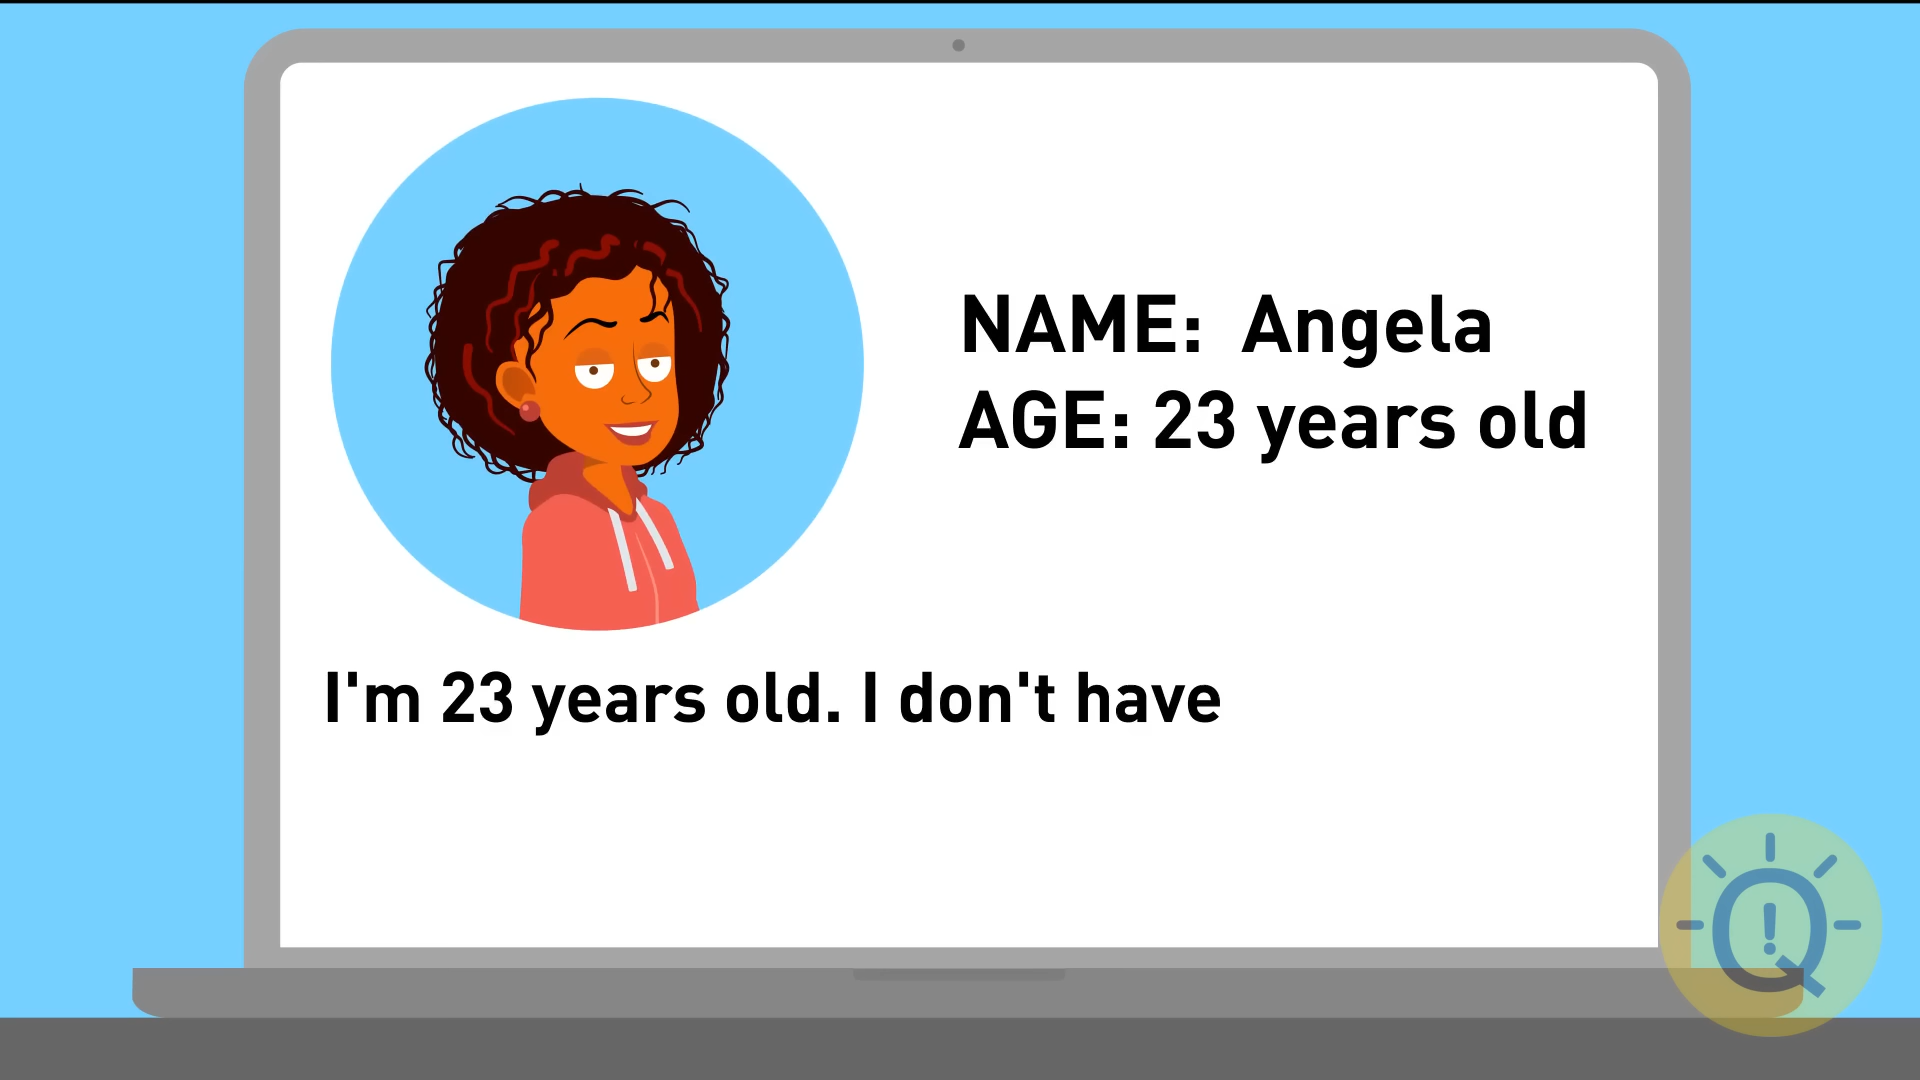 NAME: Angela
AGE: 23 years old
I'm 23 years old. I don't have
Q!